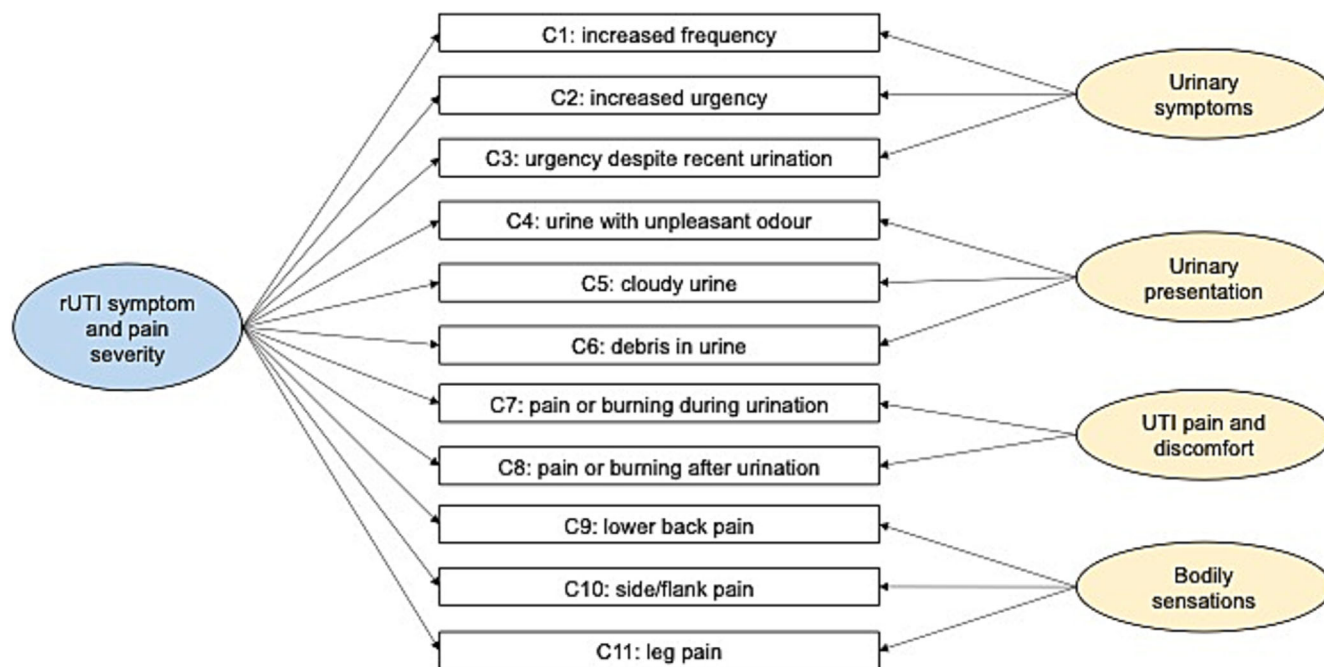 C1: increased frequency
C2: increased urgency
C3: urgency despite recent urination
C4: urine with unpleasant odour
C5: cloudy urine
C6: debris in urine
C7: pain or burning during urination
C8: pain or burning after urination
C9: lower back pain
C10: side/flank pain
C11: leg pain
rUTI symptom
and pain
severity
Urinary
symptoms
Urinary
presentation
UTI pain and
discomfort
Bodily
sensations